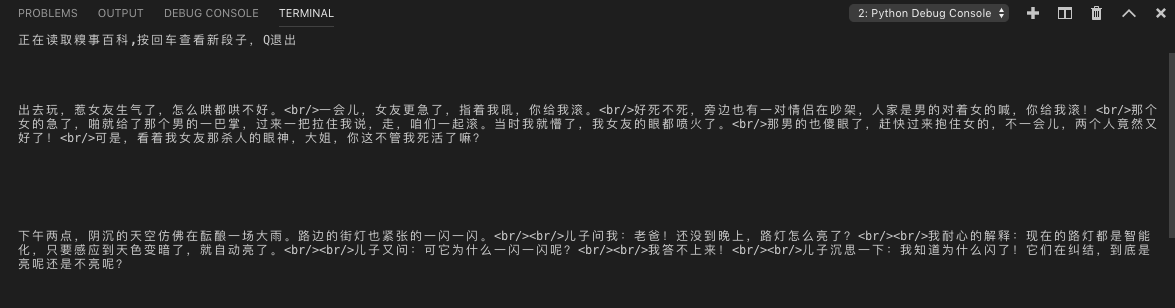 PROBLEMS OUTPUT DEBUG CONSOLE TERMINAL 2: Python Debug Console
正在读取糗事百科,按回车查看新段子，Q退出
出去玩，惹女友生气了，怎么哄都哄不好。<br/>一会儿，女友更急了，指着我吼，你给我滚。<br/>好死不死，旁边也有一对情侣在吵架，人家是男的对着女的喊，你给我滚！<br/>那个
女的急了，啪就给了那个男的一巴掌，过来一把拉住我说，走，咱们一起滚。当时我就懵了，我女友的眼都喷火了。<br/>那男的也傻眼了，赶快过来抱住女的，不一会儿，两个人竟然又
好了！<br/>可是，看着我女友那杀人的眼神，大姐，你这不管我死活了嘛？
下午两点，阴沉的天空仿佛在酝酿一场大雨。路边的街灯也紧张的一闪一闪。<br/><br/>儿子问我：老爸！还没到晚上，路灯怎么亮了？<br/><br/>我耐心的解释：现在的路灯都是智能
化，只要感应到天色变暗了，就自动亮了。<br/><br/>儿子又问：可它为什么一闪一闪呢？<br/><br/>我答不上来！<br/><br/>儿子沉思一下：我知道为什么闪了！它们在纠结，到底是
亮呢还是不亮呢？